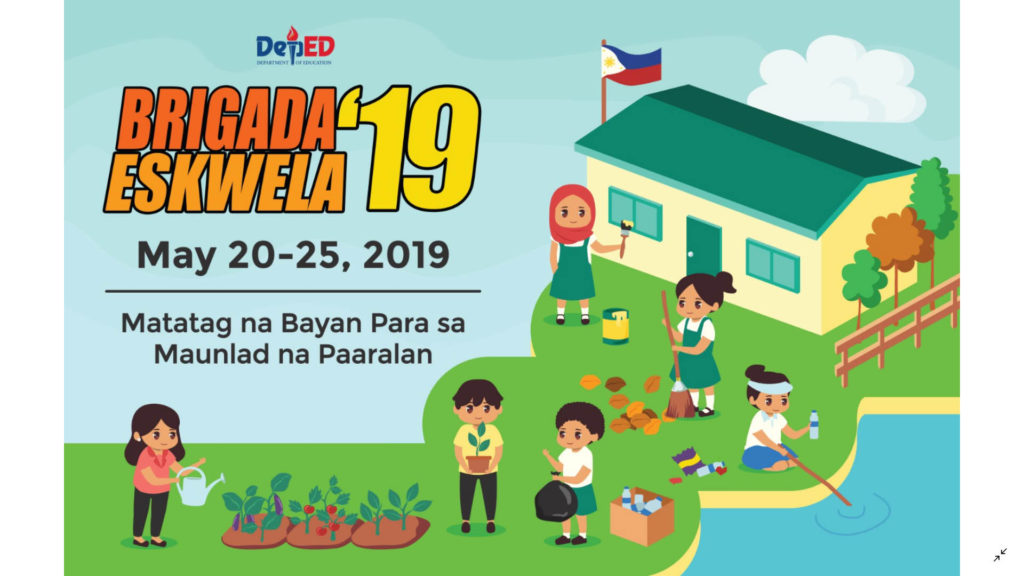 DepED
DEPARTMENT OF EDUCATION
BRIGADA
ESKWELA '19
May 20-25, 2019
Matatag na Bayan Para sa
Maunlad na Paaralan